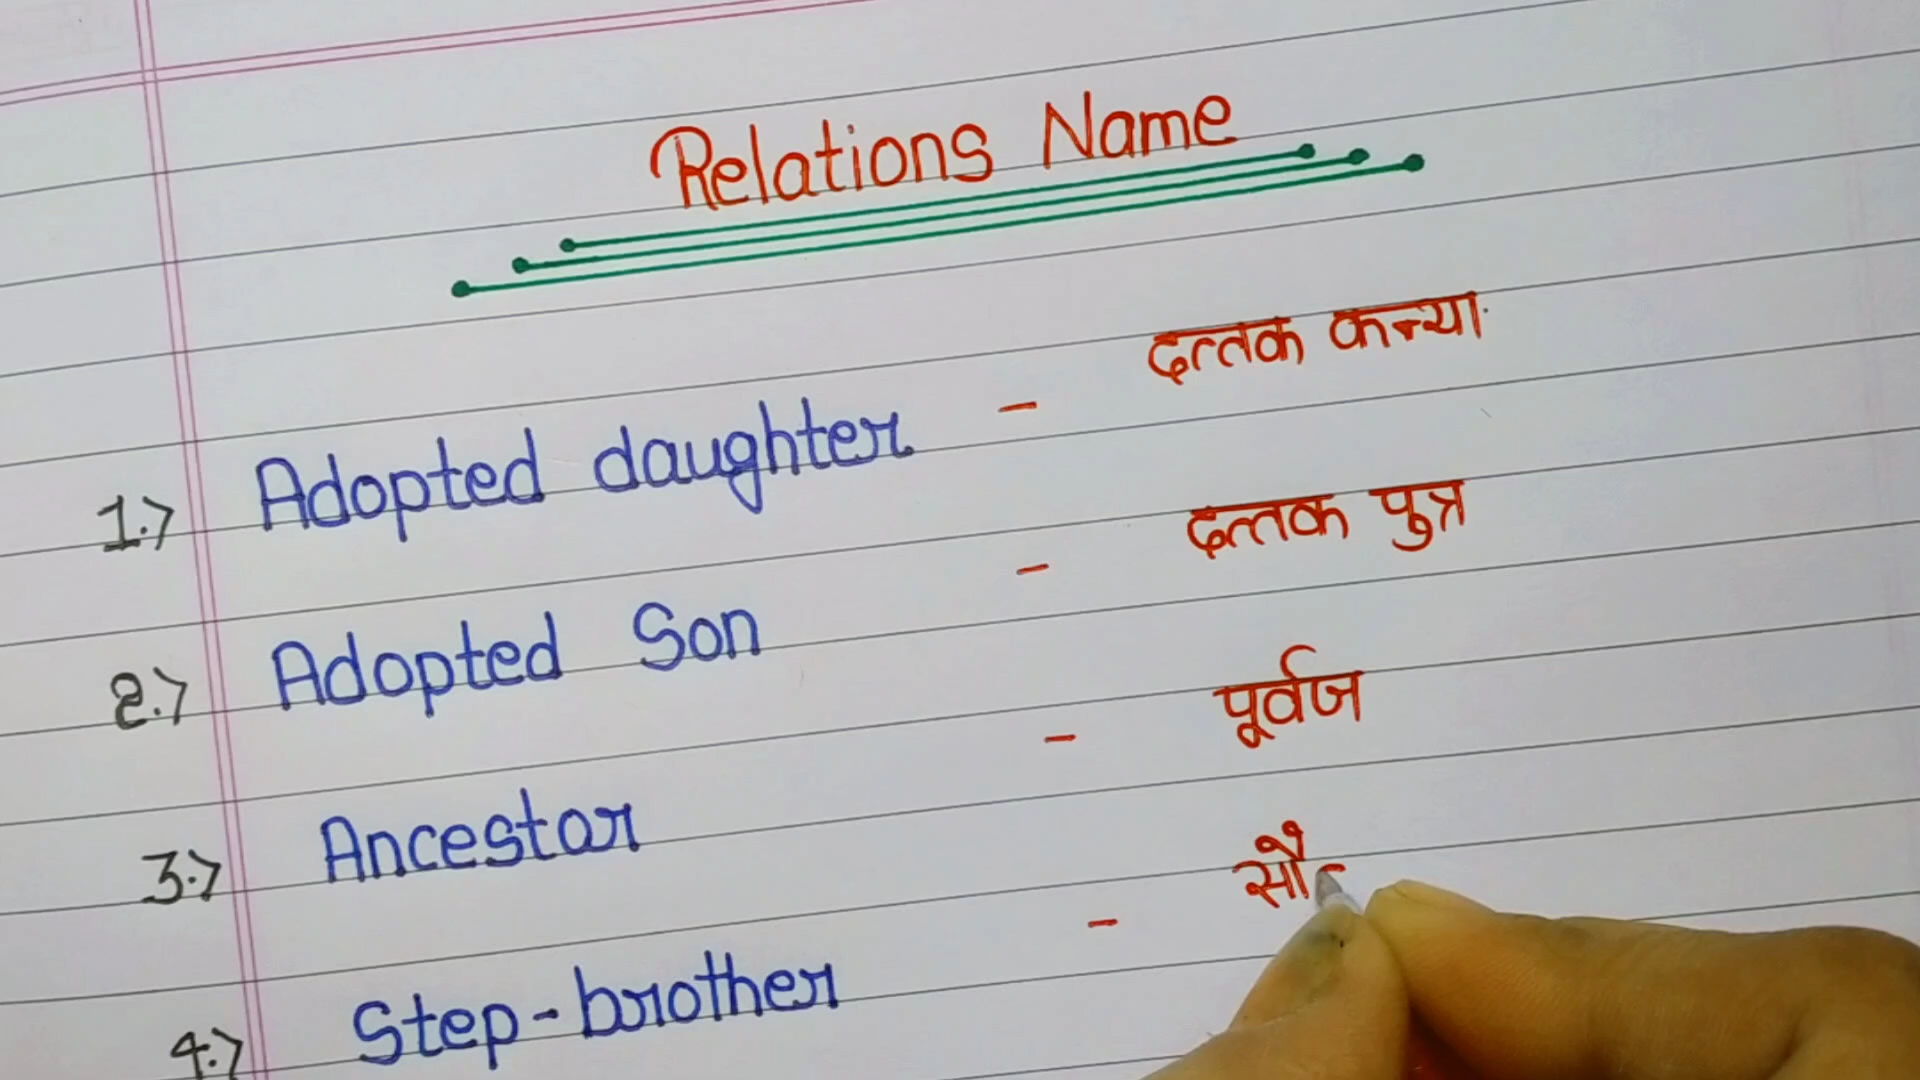 Relations Name
1.) Adopted daughter - दत्तक कन्या
2.) Adopted Son - दत्तक पुत्र
3.) Ancestor - पूर्वज
4.) Step-brother - सौ